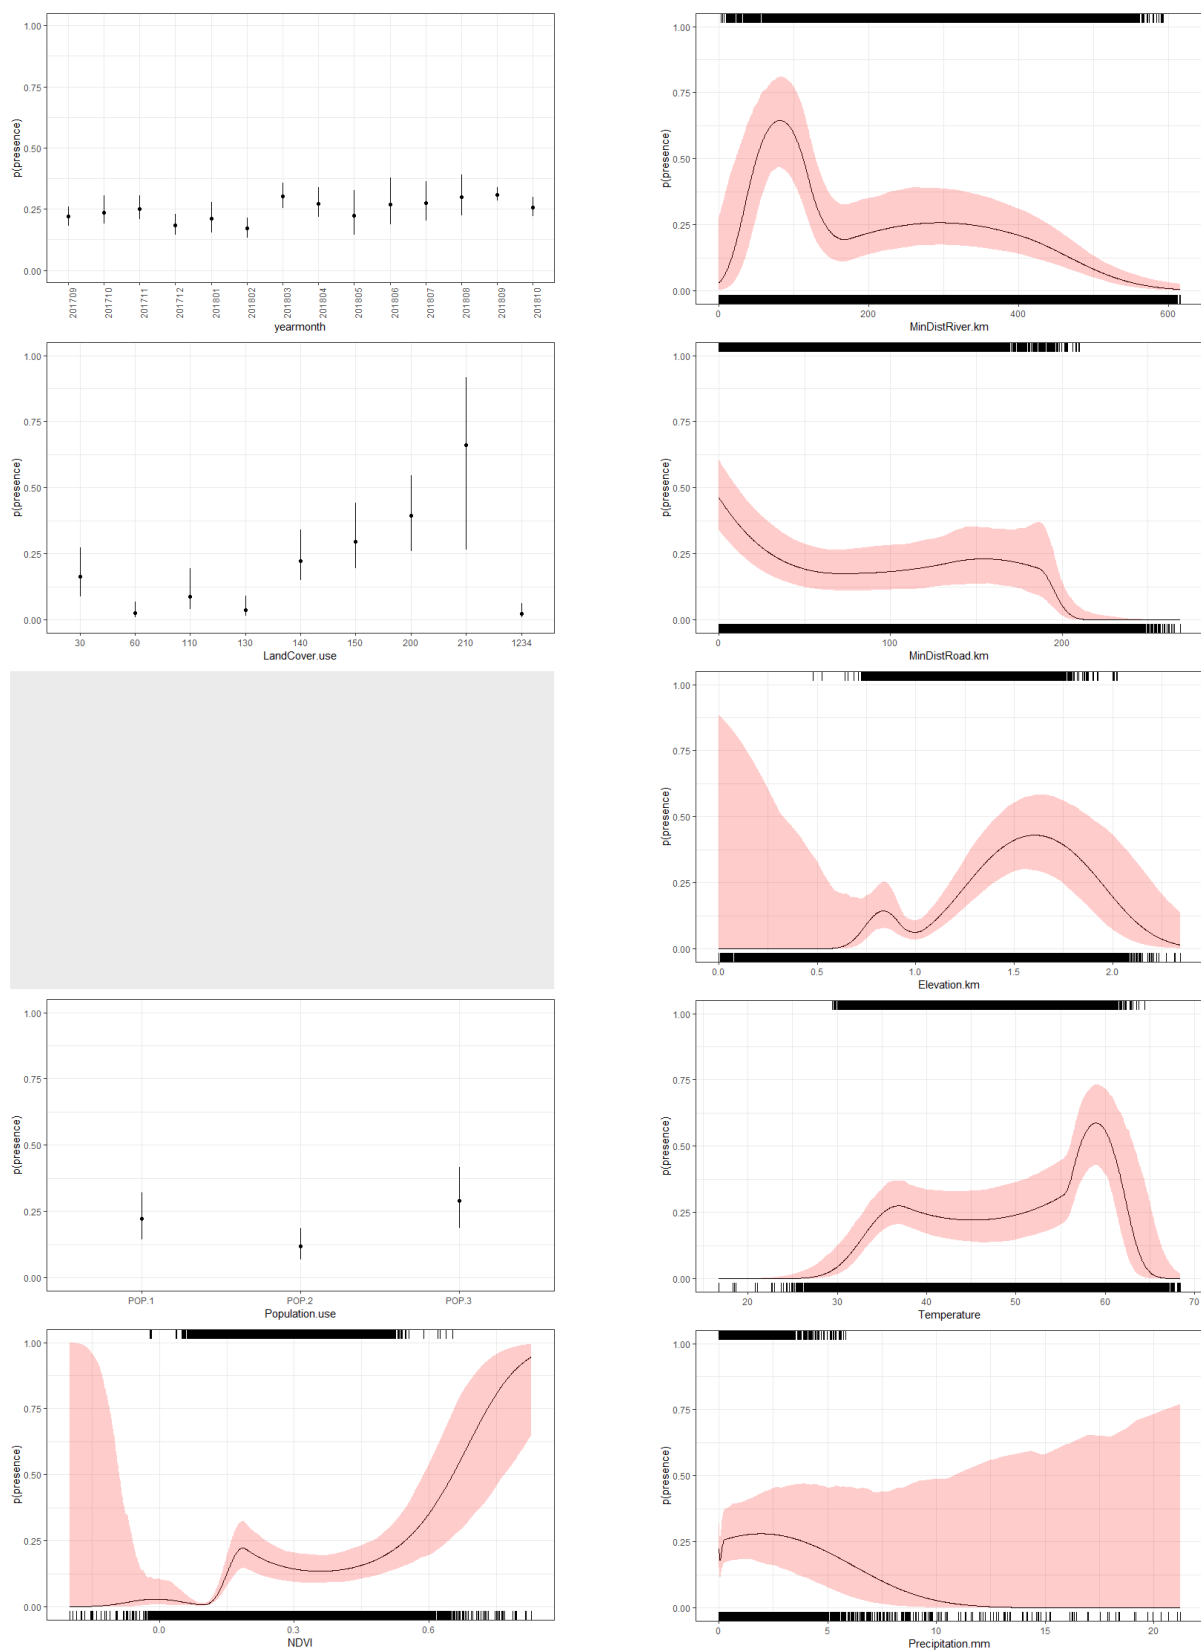 1.00
0.75
0.50
0.25
0.00
p(presence)
201709
201710
201711
201712
201801
201802
201803
201804
201805
201806
201807
201808
201809
201810
yearmonth
1.00
0.75
0.50
0.25
0.00
p(presence)
0 200 400 600
MinDistRiver.km
1.00
0.75
0.50
0.25
0.00
p(presence)
30 60 110 130 140 150 200 210 1234
LandCover.use
1.00
0.75
0.50
0.25
0.00
p(presence)
0 100 200
MinDistRoad.km
1.00
0.75
0.50
0.25
0.00
p(presence)
0.0 0.5 1.0 1.5 2.0
Elevation.km
1.00
0.75
0.50
0.25
0.00
p(presence)
POP.1 POP.2 POP.3
Population.use
1.00
0.75
0.50
0.25
0.00
p(presence)
20 30 40 50 60 70
Temperature
1.00
0.75
0.50
0.25
0.00
p(presence)
0.0 0.3 0.6
NDVI
1.00
0.75
0.50
0.25
0.00
p(presence)
0 5 10 15 20
Precipitation.mm